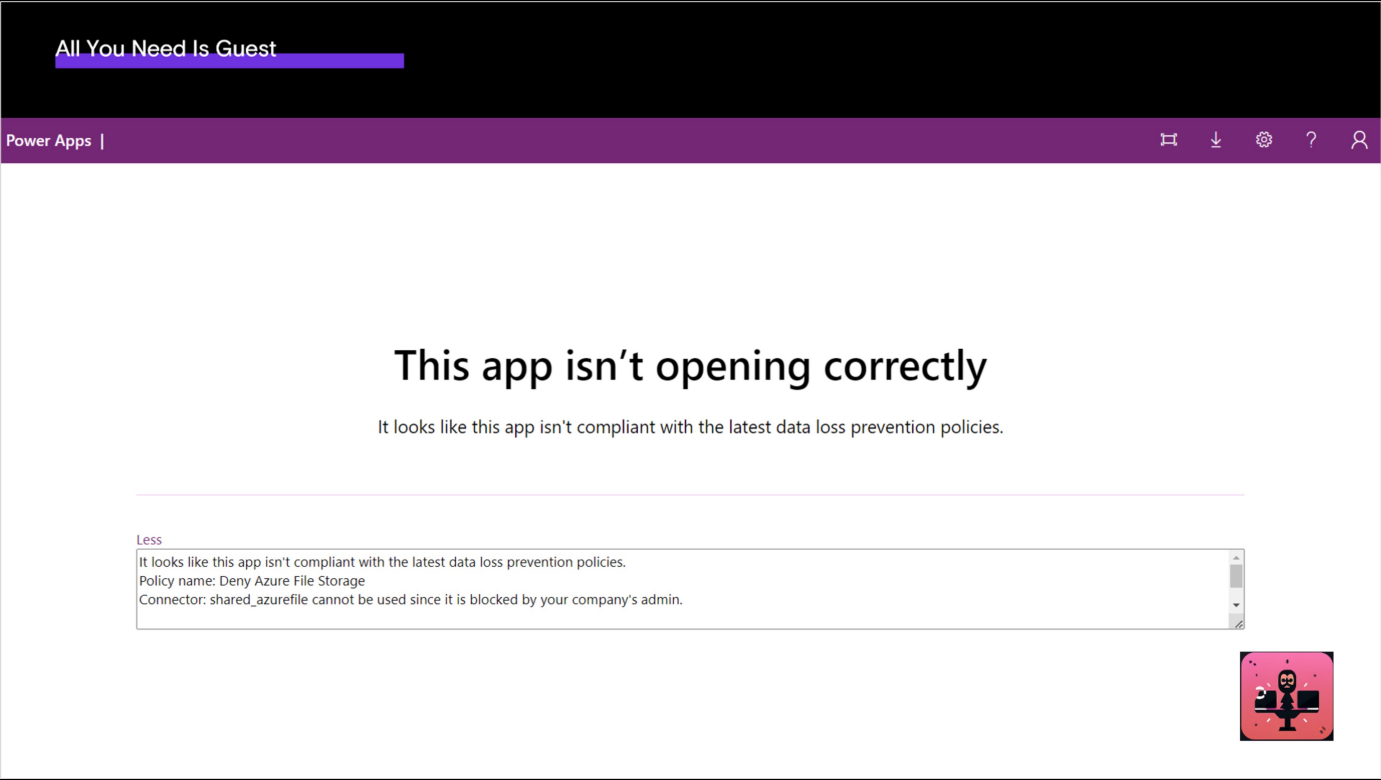 All You Need Is Guest
Power Apps |
This app isn’t opening correctly
It looks like this app isn't compliant with the latest data loss prevention policies.
Less
It looks like this app isn't compliant with the latest data loss prevention policies.
Policy name: Deny Azure File Storage
Connector: shared_azurefile cannot be used since it is blocked by your company's admin.